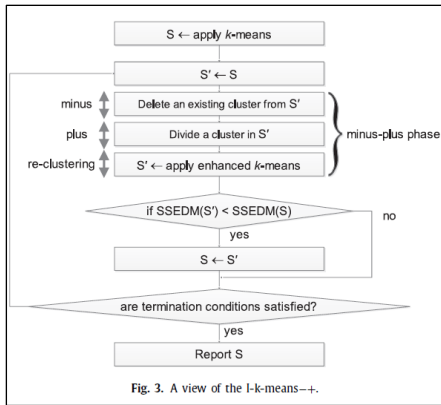 S ← apply k-means
S′ ← S
minus
Delete an existing cluster from S′
plus
Divide a cluster in S′
minus-plus phase
re-clustering
S′ ← apply enhanced k-means
if SSEDM(S′) < SSEDM(S)
no
yes
S ← S′
are termination conditions satisfied?
yes
Report S
Fig. 3. A view of the I-k-means−+.